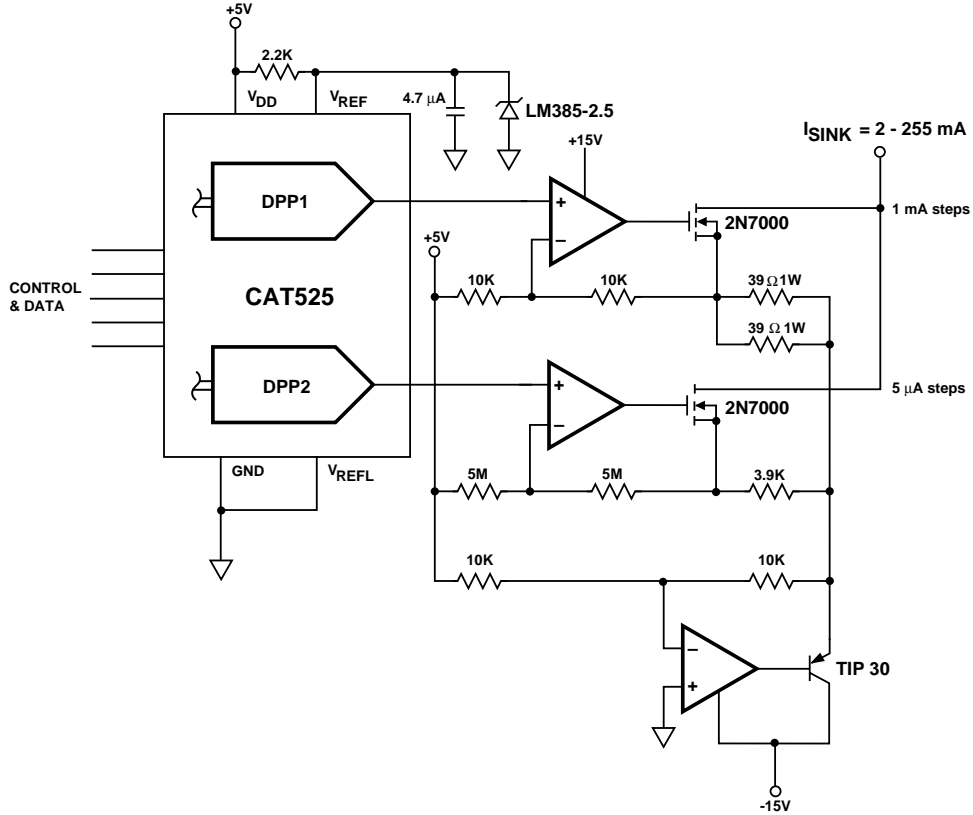 +5V
2.2K
VDD
VREF
4.7 μA
LM385-2.5
+15V
ISINK = 2 - 255 mA
DPP1
+
−
2N7000
1 mA steps
+5V
CONTROL
& DATA
CAT525
10K
10K
39 Ω 1W
39 Ω 1W
DPP2
+
−
2N7000
5 μA steps
GND
VREFL
5M
5M
3.9K
10K
10K
−
+
TIP 30
-15V